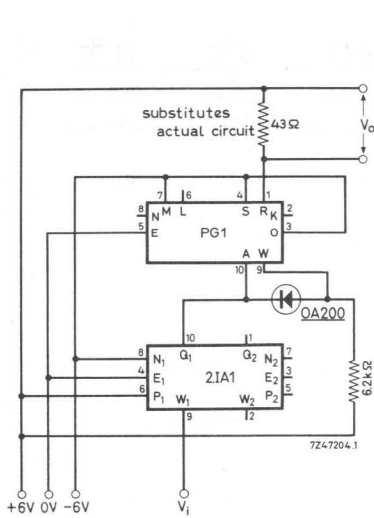 substitutes
actual circuit
43Ω
Vo
7 6 4 1
M L S R
8 N K 2
5 E PG1 O 3
A W
10 9
OA200
10 1
Q1 Q2
8 N1 N2 7
4 E1 2.IA1 E2 3
6 P1 P2 5
W1 W2
9 2
6.2kΩ
7Z47204.1
+6V 0V -6V Vi